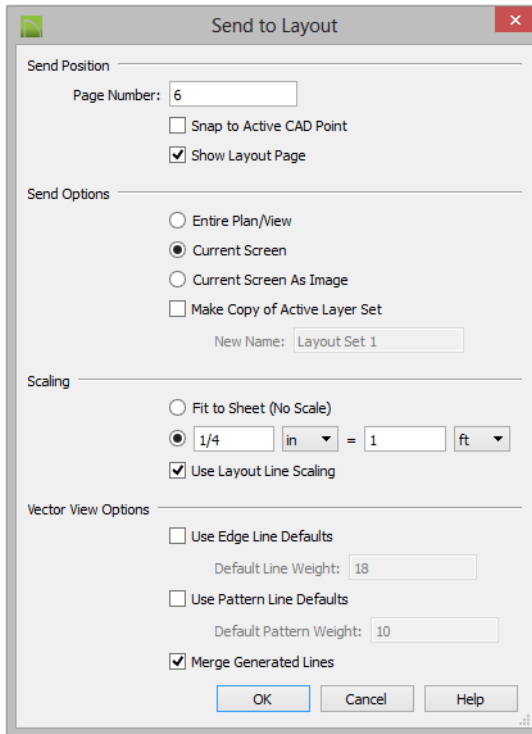 Send to Layout
Send Position
Page Number: 6
Snap to Active CAD Point
Show Layout Page
Send Options
Entire Plan/View
Current Screen
Current Screen As Image
Make Copy of Active Layer Set
New Name: Layout Set 1
Scaling
Fit to Sheet (No Scale)
1/4 in = 1 ft
Use Layout Line Scaling
Vector View Options
Use Edge Line Defaults
Default Line Weight: 18
Use Pattern Line Defaults
Default Pattern Weight: 10
Merge Generated Lines
OK Cancel Help